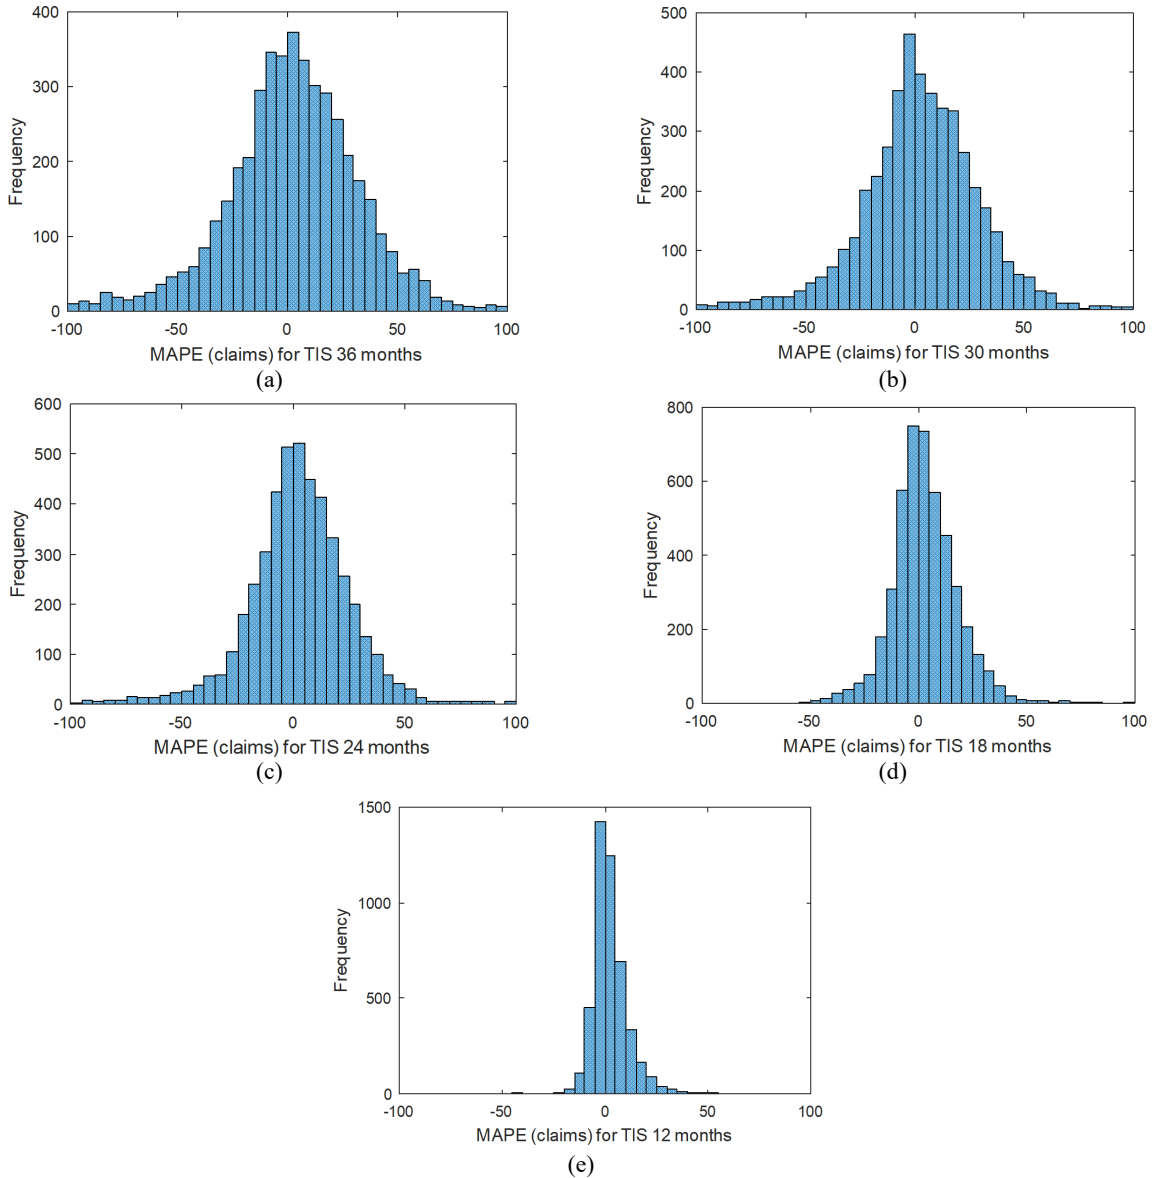 400
300
200
100
0
Frequency
-100 -50 0 50 100
MAPE (claims) for TIS 36 months
(a)
500
400
300
200
100
0
Frequency
-100 -50 0 50 100
MAPE (claims) for TIS 30 months
(b)
600
500
400
300
200
100
0
Frequency
-100 -50 0 50 100
MAPE (claims) for TIS 24 months
(c)
800
600
400
200
0
Frequency
-100 -50 0 50 100
MAPE (claims) for TIS 18 months
(d)
1500
1000
500
0
Frequency
-100 -50 0 50 100
MAPE (claims) for TIS 12 months
(e)